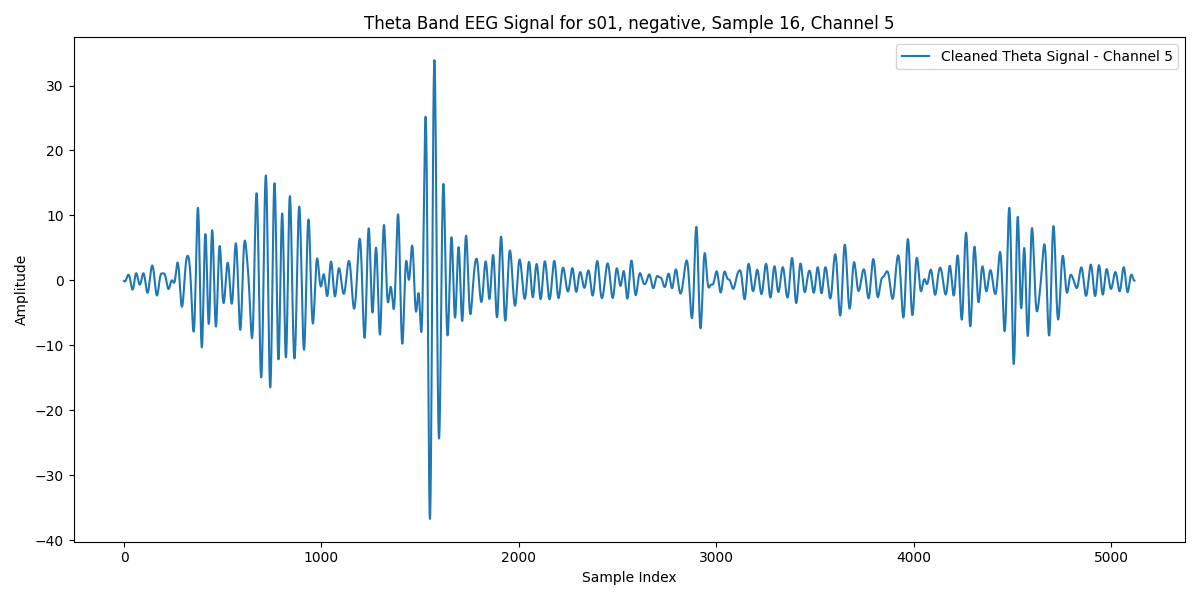 Theta Band EEG Signal for s01, negative, Sample 16, Channel 5
Cleaned Theta Signal - Channel 5
Amplitude
30
20
10
0
−10
−20
−30
−40
0 1000 2000 3000 4000 5000
Sample Index